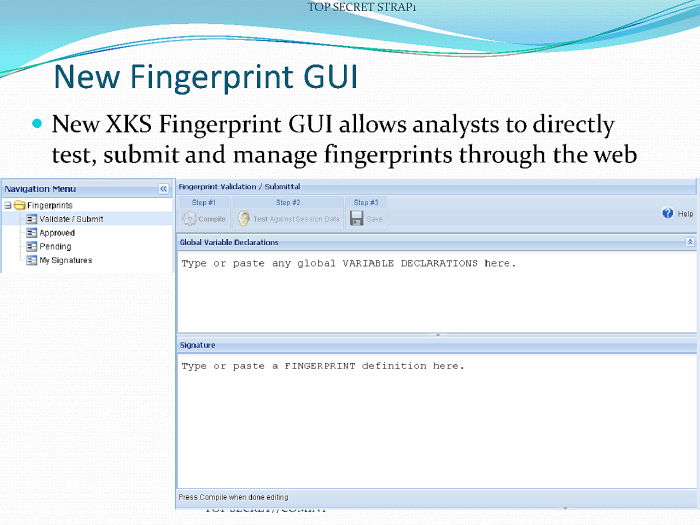 TOP SECRET STRAP1
New Fingerprint GUI
New XKS Fingerprint GUI allows analysts to directly
test, submit and manage fingerprints through the web
Navigation Menu
Fingerprints
Validate / Submit
Approved
Pending
My Signatures
Fingerprint Validation / Submittal
Step #1 Step #2 Step #3
Compile Test Against Session Data Save
Help
Global Variable Declarations
Type or paste any global VARIABLE DECLARATIONS here.
Signature
Type or paste a FINGERPRINT definition here.
Press Compile when done editing
TOP SECRET//COMINT